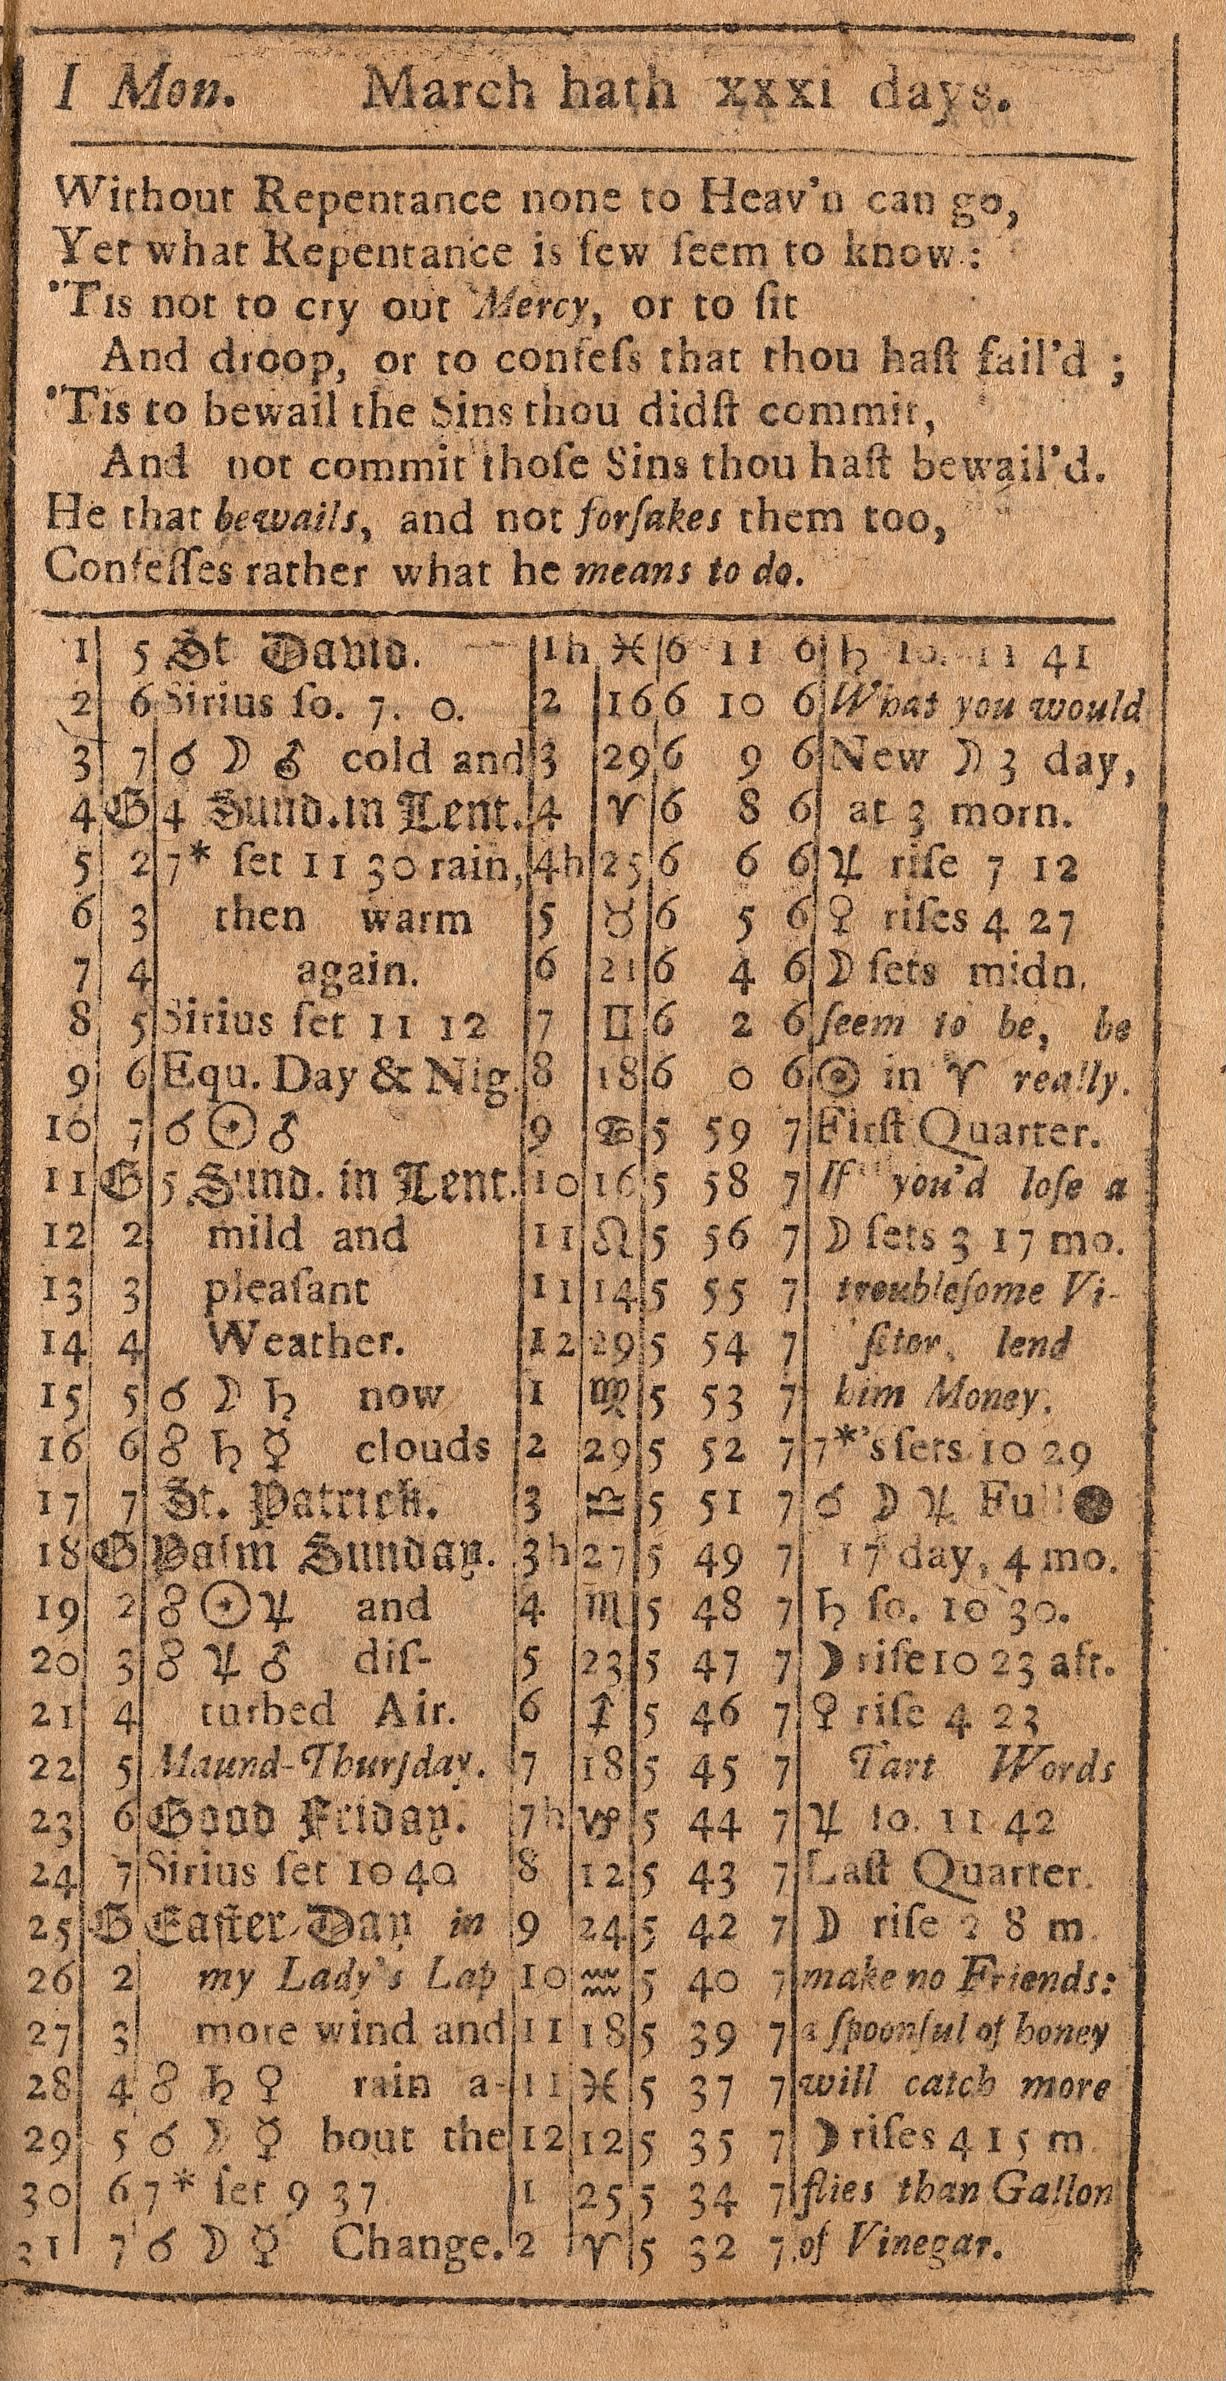 I Mon. March hath xxxi days.
Without Repentance none to Heav'n can go,
Yet what Repentance is few ſeem to know:
'Tis not to cry out Mercy, or to ſit
And droop, or to confeſs that thou haſt fail'd ;
'Tis to bewail the Sins thou didſt commit,
And not commit thoſe Sins thou haſt bewail'd.
He that bewails, and not forſakes them too,
Confeſſes rather what he means to do.
1 5 St David. 1h ♓ 6 11 6 ♄ 10. 11 41
2 6 Sirius ſo. 7. 0. 2 16 6 10 6 What you would
3 7 ☌ ☽ ♂ cold and 3 29 6 9 6 New ☽ 3 day,
4 G 4 Sund. in Lent. 4 ♈ 6 8 6 at 3 morn.
5 2 7* ſet 11 30 rain, 4h 25 6 6 6 ♃ riſe 7 12
6 3 then warm 5 ♉ 6 5 6 ♀ riſes 4 27
7 4 again. 6 21 6 4 6 ☽ ſets midn.
8 5 Sirius ſet 11 12 7 ♊ 6 2 6 ſeem to be, be
9 6 Equ. Day & Nig. 8 18 6 0 6 ☉ in ♈ really.
10 7 ☌ ☉ ♂ 9 ♋ 5 59 7 Firſt Quarter.
11 G 5 Sund. in Lent. 10 16 5 58 7 If you'd loſe a
12 2 mild and 11 ♌ 5 56 7 ☽ ſets 3 17 mo.
13 3 pleaſant 11 14 5 55 7 troubleſome Vi-
14 4 Weather. 12 29 5 54 7 ſitor, lend
15 5 ☌ ☽ ♄ now 1 ♍ 5 53 7 him Money.
16 6 ☍ ♄ ☿ clouds 2 29 5 52 7 7*'s ſets 10 29
17 7 St. Patrick. 3 ♎ 5 51 7 ☌ ☽ ♃ Full ●
18 G Palm Sunday. 3h 27 5 49 7 17 day, 4 mo.
19 2 ☍ ☉ ♃ and 4 ♏ 5 48 7 ♄ ſo. 10 30.
20 3 ☍ ♃ ♂ diſ- 5 23 5 47 7 ☽ riſe 10 23 aft.
21 4 turbed Air. 6 ♐ 5 46 7 ♀ riſe 4 23
22 5 Maund-Thurſday. 7 18 5 45 7 Tart Words
23 6 Good Friday. 7h ♑ 5 44 7 ♃ ſo. 11 42
24 7 Sirius ſet 10 40 8 12 5 43 7 Laſt Quarter.
25 G Eaſter Day in 9 24 5 42 7 ☽ riſe 2 8 m.
26 2 my Lady's Lap 10 ♒ 5 40 7 make no Friends:
27 3 more wind and 11 18 5 39 7 a ſpoonful of honey
28 4 ☍ ♄ ♀ rain a- 11 ♓ 5 37 7 will catch more
29 5 ☌ ☽ ☿ bout the 12 12 5 35 7 ☽ riſes 4 15 m.
30 6 7* ſet 9 37 1 25 5 34 7 flies than Gallon
31 7 ☌ ☽ ☿ Change. 2 ♈ 5 32 7 of Vinegar.